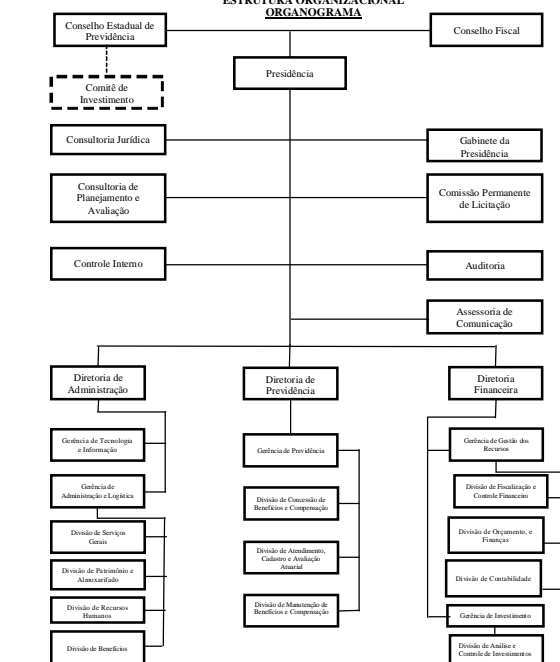 ESTRUTURA ORGANIZACIONAL
ORGANOGRAMA
Conselho Estadual de
Previdência
Conselho Fiscal
Presidência
Comitê de
Investimento
Consultoria Jurídica
Gabinete da
Presidência
Consultoria de
Planejamento e
Avaliação
Comissão Permanente
de Licitação
Controle Interno
Auditoria
Assessoria de
Comunicação
Diretoria de
Administração
Diretoria de
Previdência
Diretoria
Financeira
Gerência de Tecnologia
e Informação
Gerência de
Administração e Logística
Divisão de Serviços
Gerais
Divisão de Patrimônio e
Almoxarifado
Divisão de Recursos
Humanos
Divisão de Benefícios
Gerência de Previdência
Divisão de Concessão de
Benefícios e Compensação
Divisão de Atendimento,
Cadastro e Avaliação
Atuarial
Divisão de Manutenção de
Benefícios e Compensação
Gerência de Gestão dos
Recursos
Divisão de Fiscalização e
Controle Financeiro
Divisão de Orçamento, e
Finanças
Divisão de Contabilidade
Gerência de Investimento
Divisão de Análise e
Controle de Investimentos